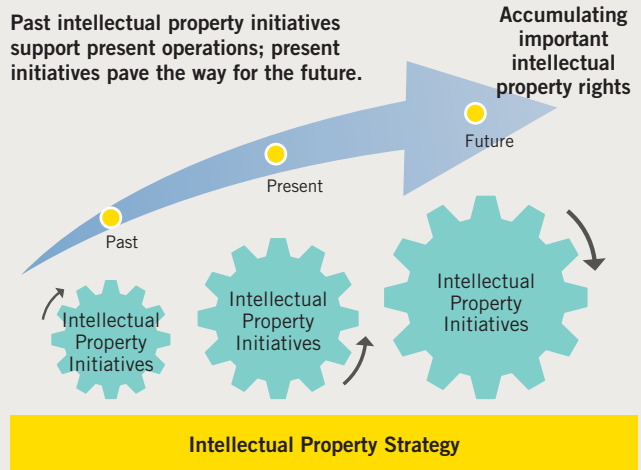 Past intellectual property initiatives
support present operations; present
initiatives pave the way for the future.
Accumulating
important
intellectual
property rights
Future
Present
Past
Intellectual
Property
Initiatives
Intellectual
Property
Initiatives
Intellectual
Property
Initiatives
Intellectual Property Strategy